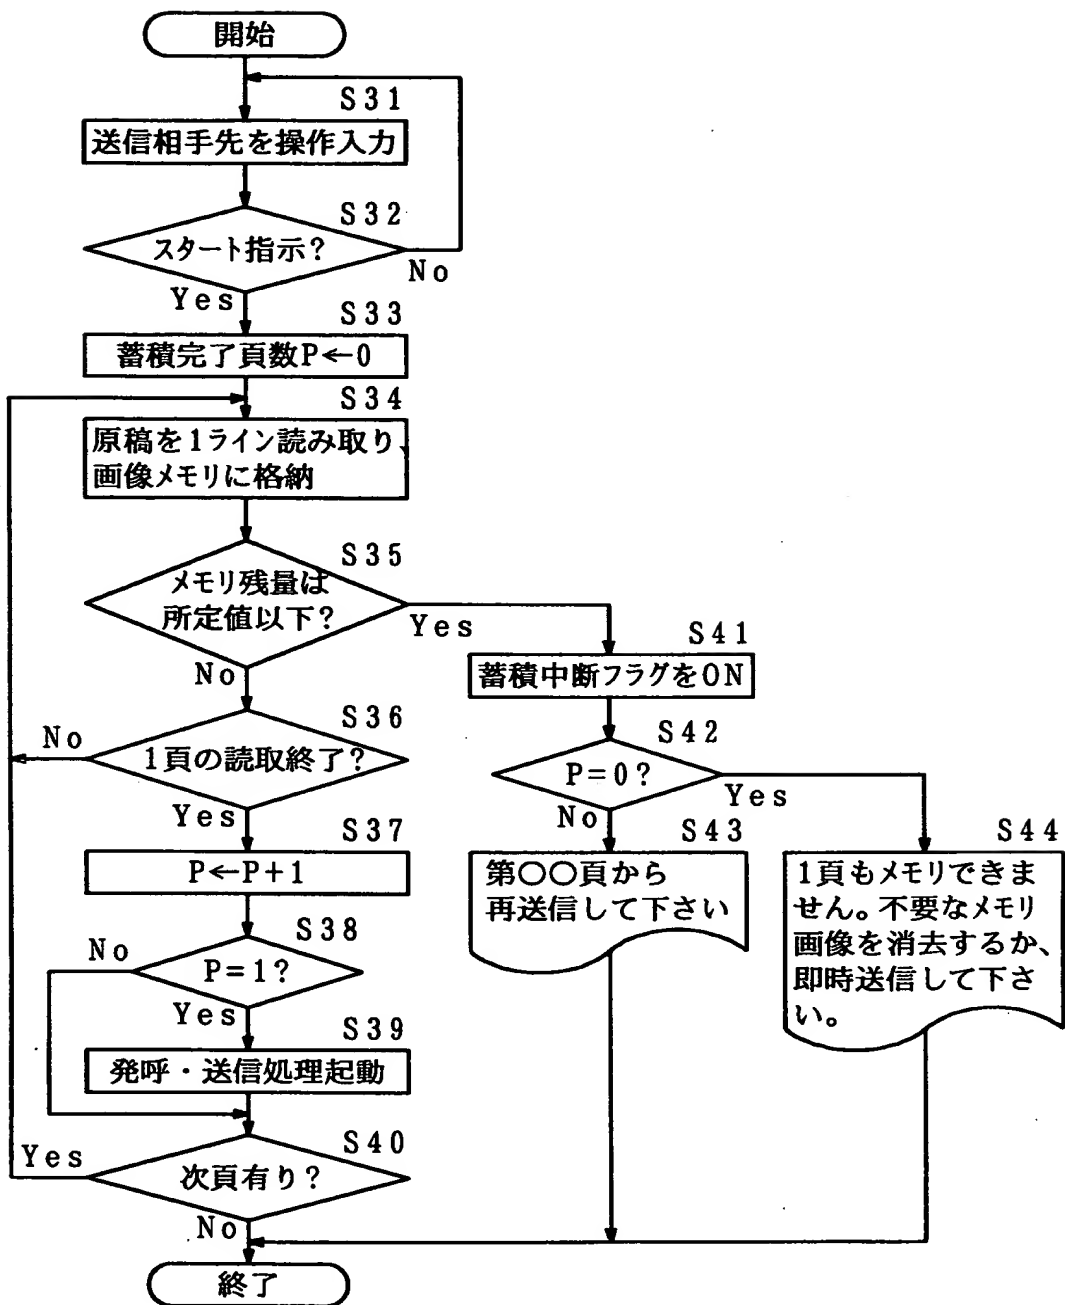 開始
S31
送信相手先を操作入力
S32
スタート指示?
No
Yes
S33
蓄積完了頁数P←0
S34
原稿を1ライン読み取り、
画像メモリに格納
S35
メモリ残量は
所定値以下?
Yes
No
S41
蓄積中断フラグをON
S36
1頁の読取終了?
No
Yes
S42
P=0?
Yes
No
S37
P←P+1
S43
第○○頁から
再送信して下さい
S44
1頁もメモリできま
せん。不要なメモリ
画像を消去するか、
即時送信して下さ
い。
S38
P=1?
No
Yes
S39
発呼・送信処理起動
S40
次頁有り?
Yes
No
終了